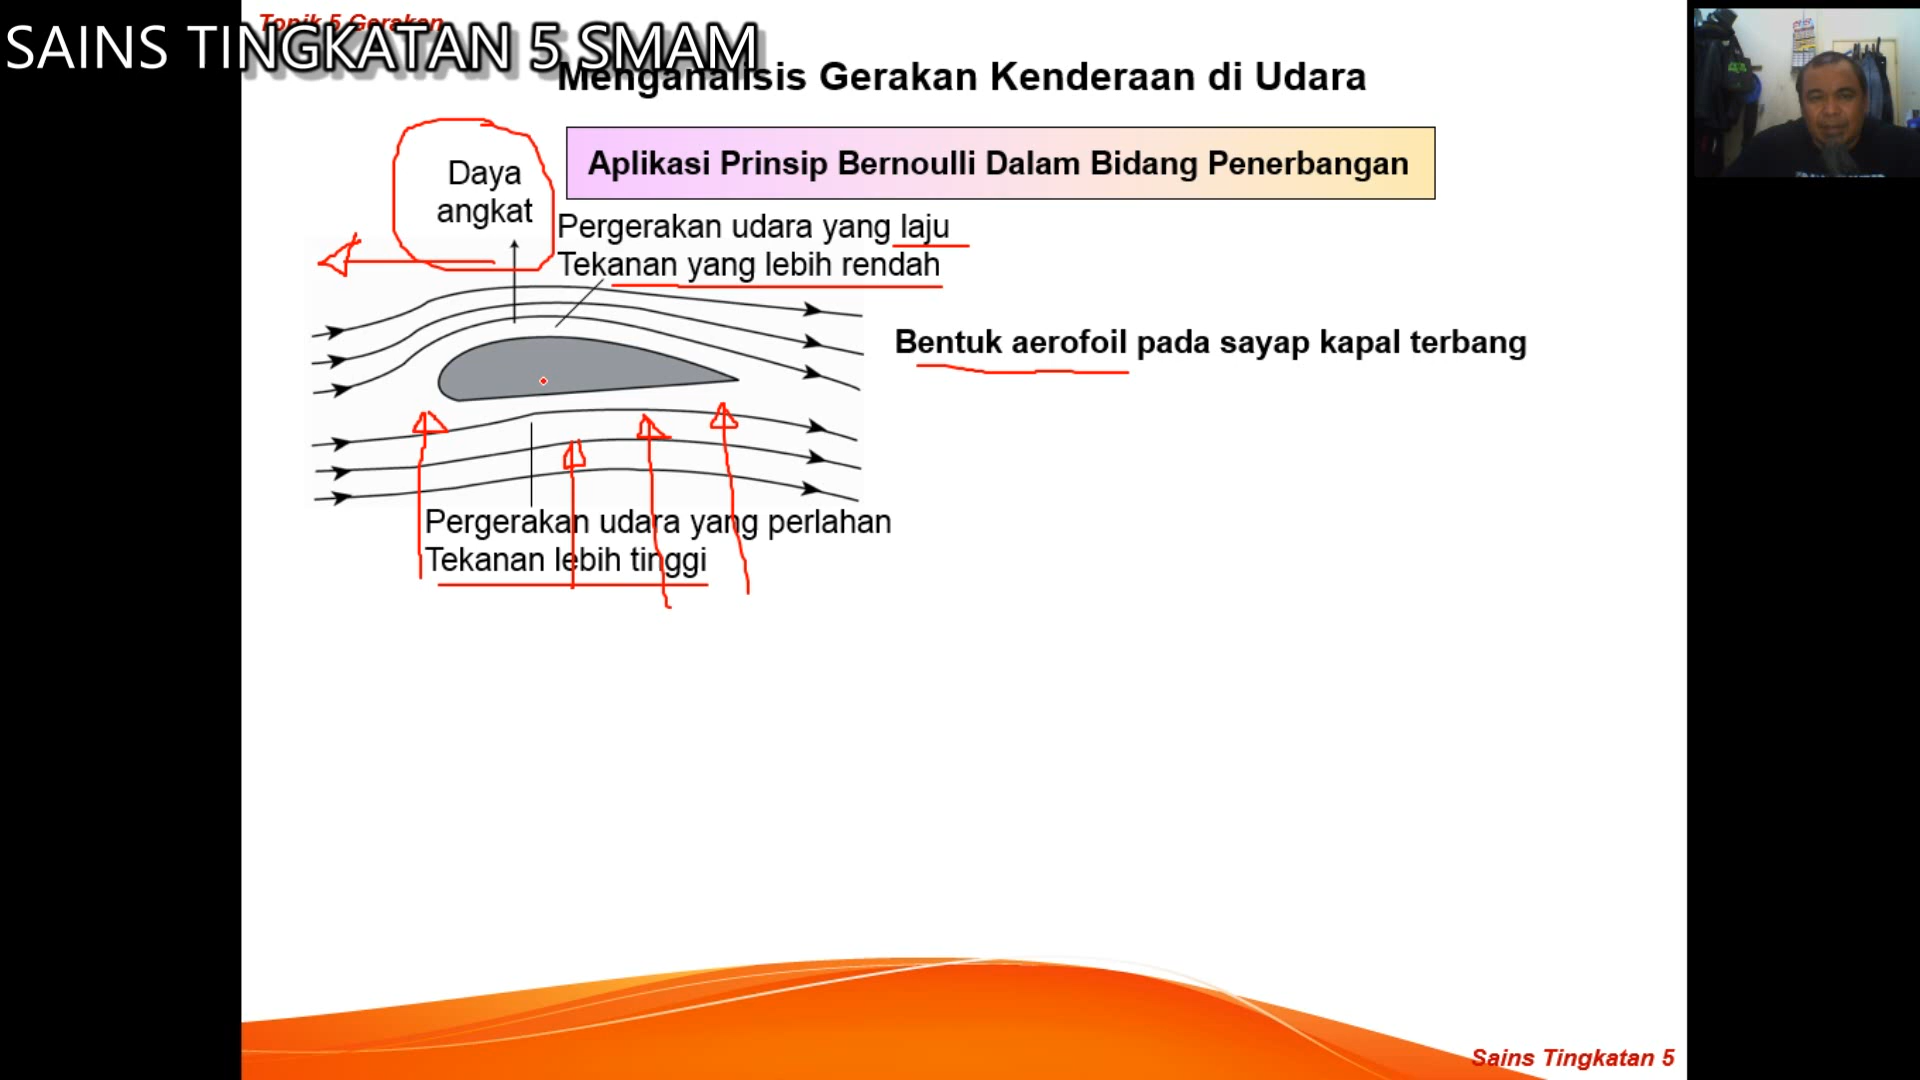 Topik 5 Gerakan
SAINS TINGKATAN 5 SMAM
Menganalisis Gerakan Kenderaan di Udara
Aplikasi Prinsip Bernoulli Dalam Bidang Penerbangan
Daya
angkat
Pergerakan udara yang laju
Tekanan yang lebih rendah
Bentuk aerofoil pada sayap kapal terbang
Pergerakan udara yang perlahan
Tekanan lebih tinggi
Sains Tingkatan 5